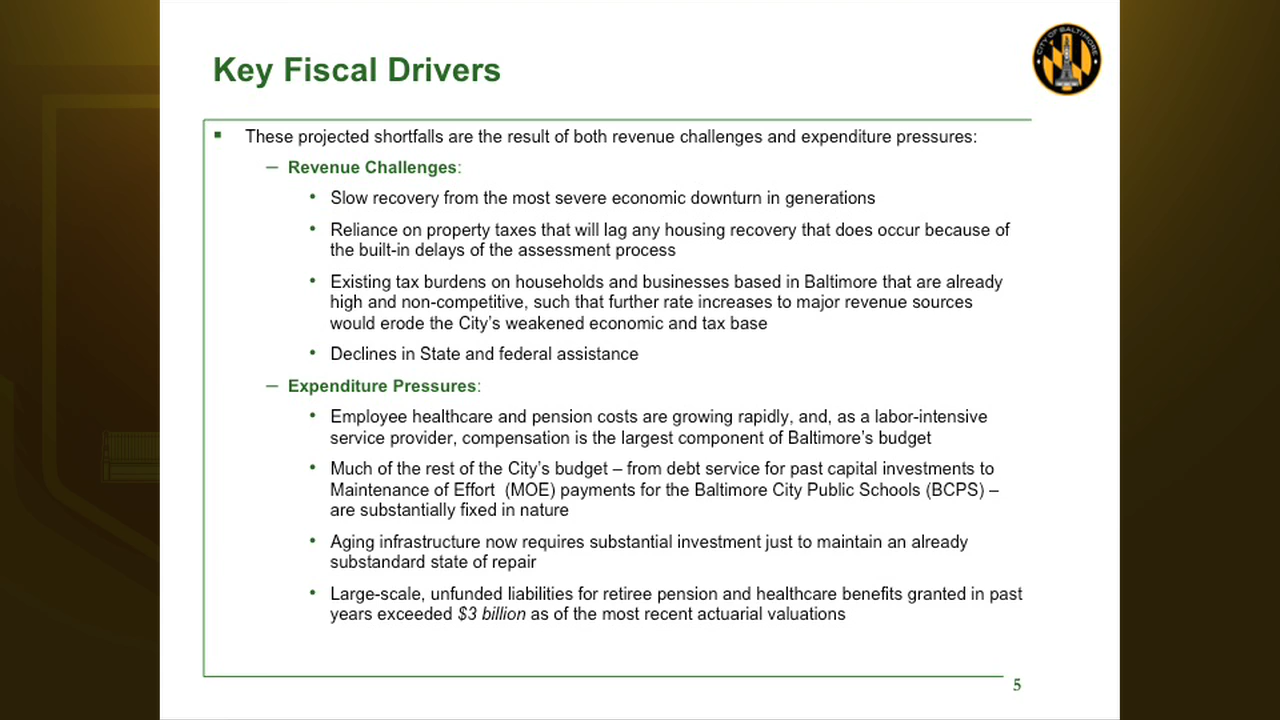 CITY OF BALTIMORE
Key Fiscal Drivers
▪ These projected shortfalls are the result of both revenue challenges and expenditure pressures:
– Revenue Challenges:
• Slow recovery from the most severe economic downturn in generations
• Reliance on property taxes that will lag any housing recovery that does occur because of
the built-in delays of the assessment process
• Existing tax burdens on households and businesses based in Baltimore that are already
high and non-competitive, such that further rate increases to major revenue sources
would erode the City's weakened economic and tax base
• Declines in State and federal assistance
– Expenditure Pressures:
• Employee healthcare and pension costs are growing rapidly, and, as a labor-intensive
service provider, compensation is the largest component of Baltimore's budget
• Much of the rest of the City's budget – from debt service for past capital investments to
Maintenance of Effort (MOE) payments for the Baltimore City Public Schools (BCPS) –
are substantially fixed in nature
• Aging infrastructure now requires substantial investment just to maintain an already
substandard state of repair
• Large-scale, unfunded liabilities for retiree pension and healthcare benefits granted in past
years exceeded $3 billion as of the most recent actuarial valuations
5